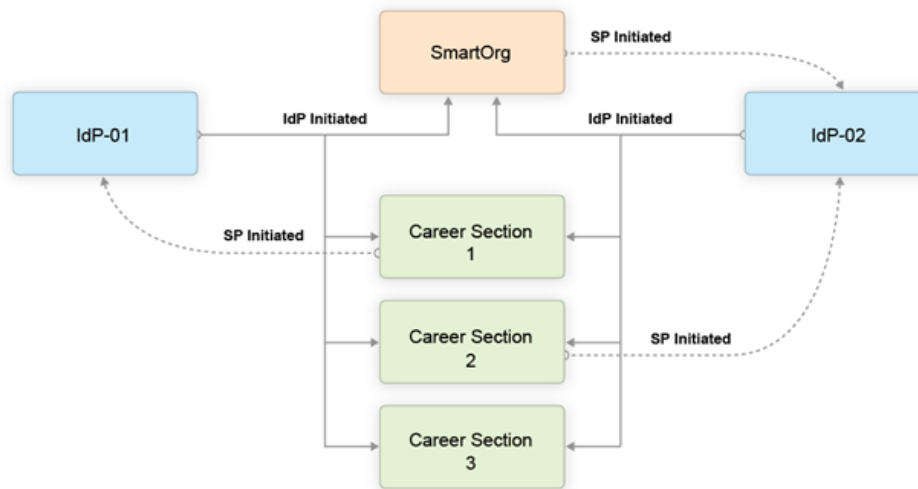 SmartOrg
SP Initiated
IdP-01
IdP Initiated
IdP Initiated
IdP-02
SP Initiated
Career Section
1
Career Section
2
SP Initiated
Career Section
3